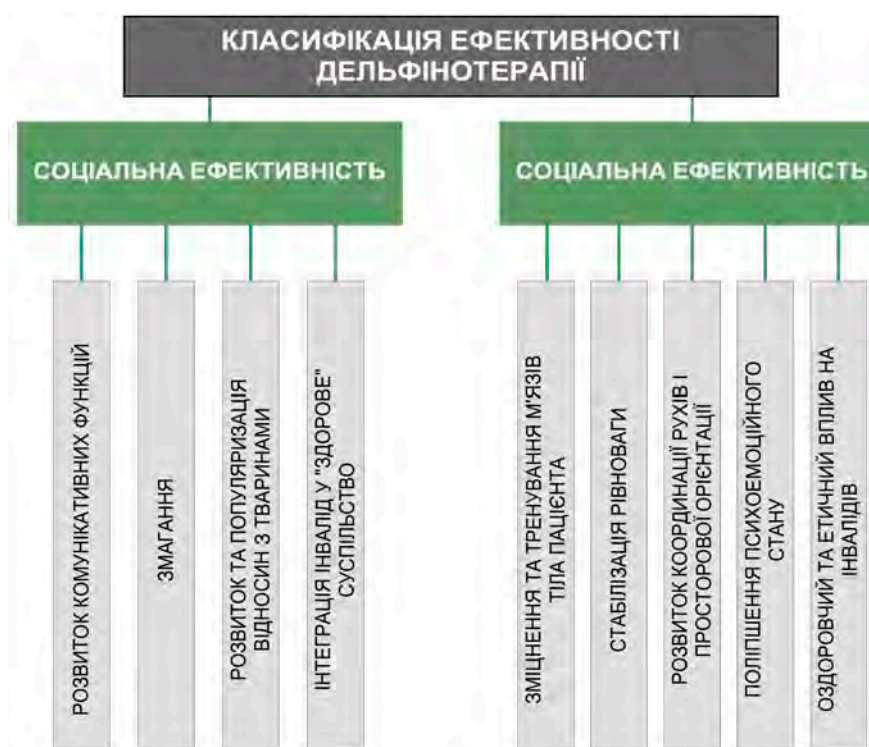 КЛАСИФІКАЦІЯ ЕФЕКТИВНОСТІ
ДЕЛЬФІНОТЕРАПІЇ
СОЦІАЛЬНА ЕФЕКТИВНІСТЬ
РОЗВИТОК КОМУНІКАТИВНИХ ФУНКЦІЙ
ЗМАГАННЯ
РОЗВИТОК ТА ПОПУЛЯРИЗАЦІЯ
ВІДНОСИН З ТВАРИНАМИ
ІНТЕГРАЦІЯ ІНВАЛІД У "ЗДОРОВЕ"
СУСПІЛЬСТВО
СОЦІАЛЬНА ЕФЕКТИВНІСТЬ
ЗМІЦНЕННЯ ТА ТРЕНУВАННЯ М'ЯЗІВ
ТІЛА ПАЦІЄНТА
СТАБІЛІЗАЦІЯ РІВНОВАГИ
РОЗВИТОК КООРДИНАЦІЇ РУХІВ І
ПРОСТОРОВОЇ ОРІЄНТАЦІЇ
ПОЛІПШЕННЯ ПСИХОЕМОЦІЙНОГО
СТАНУ
ОЗДОРОВЧИЙ ТА ЕТИЧНИЙ ВПЛИВ НА
ІНВАЛІДІВ